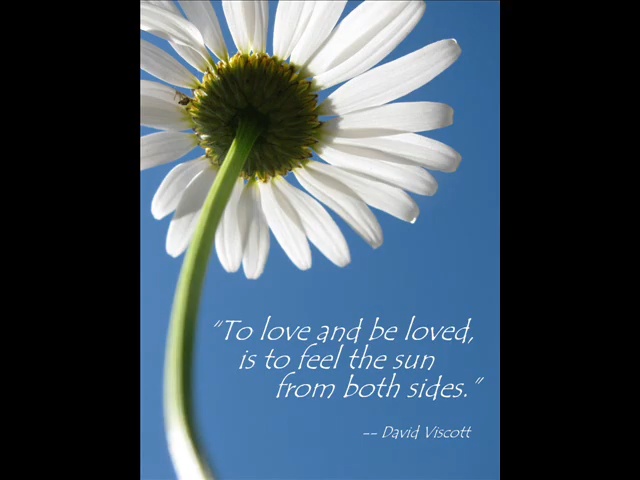 “To love and be loved,
is to feel the sun
from both sides.”
-- David Viscott